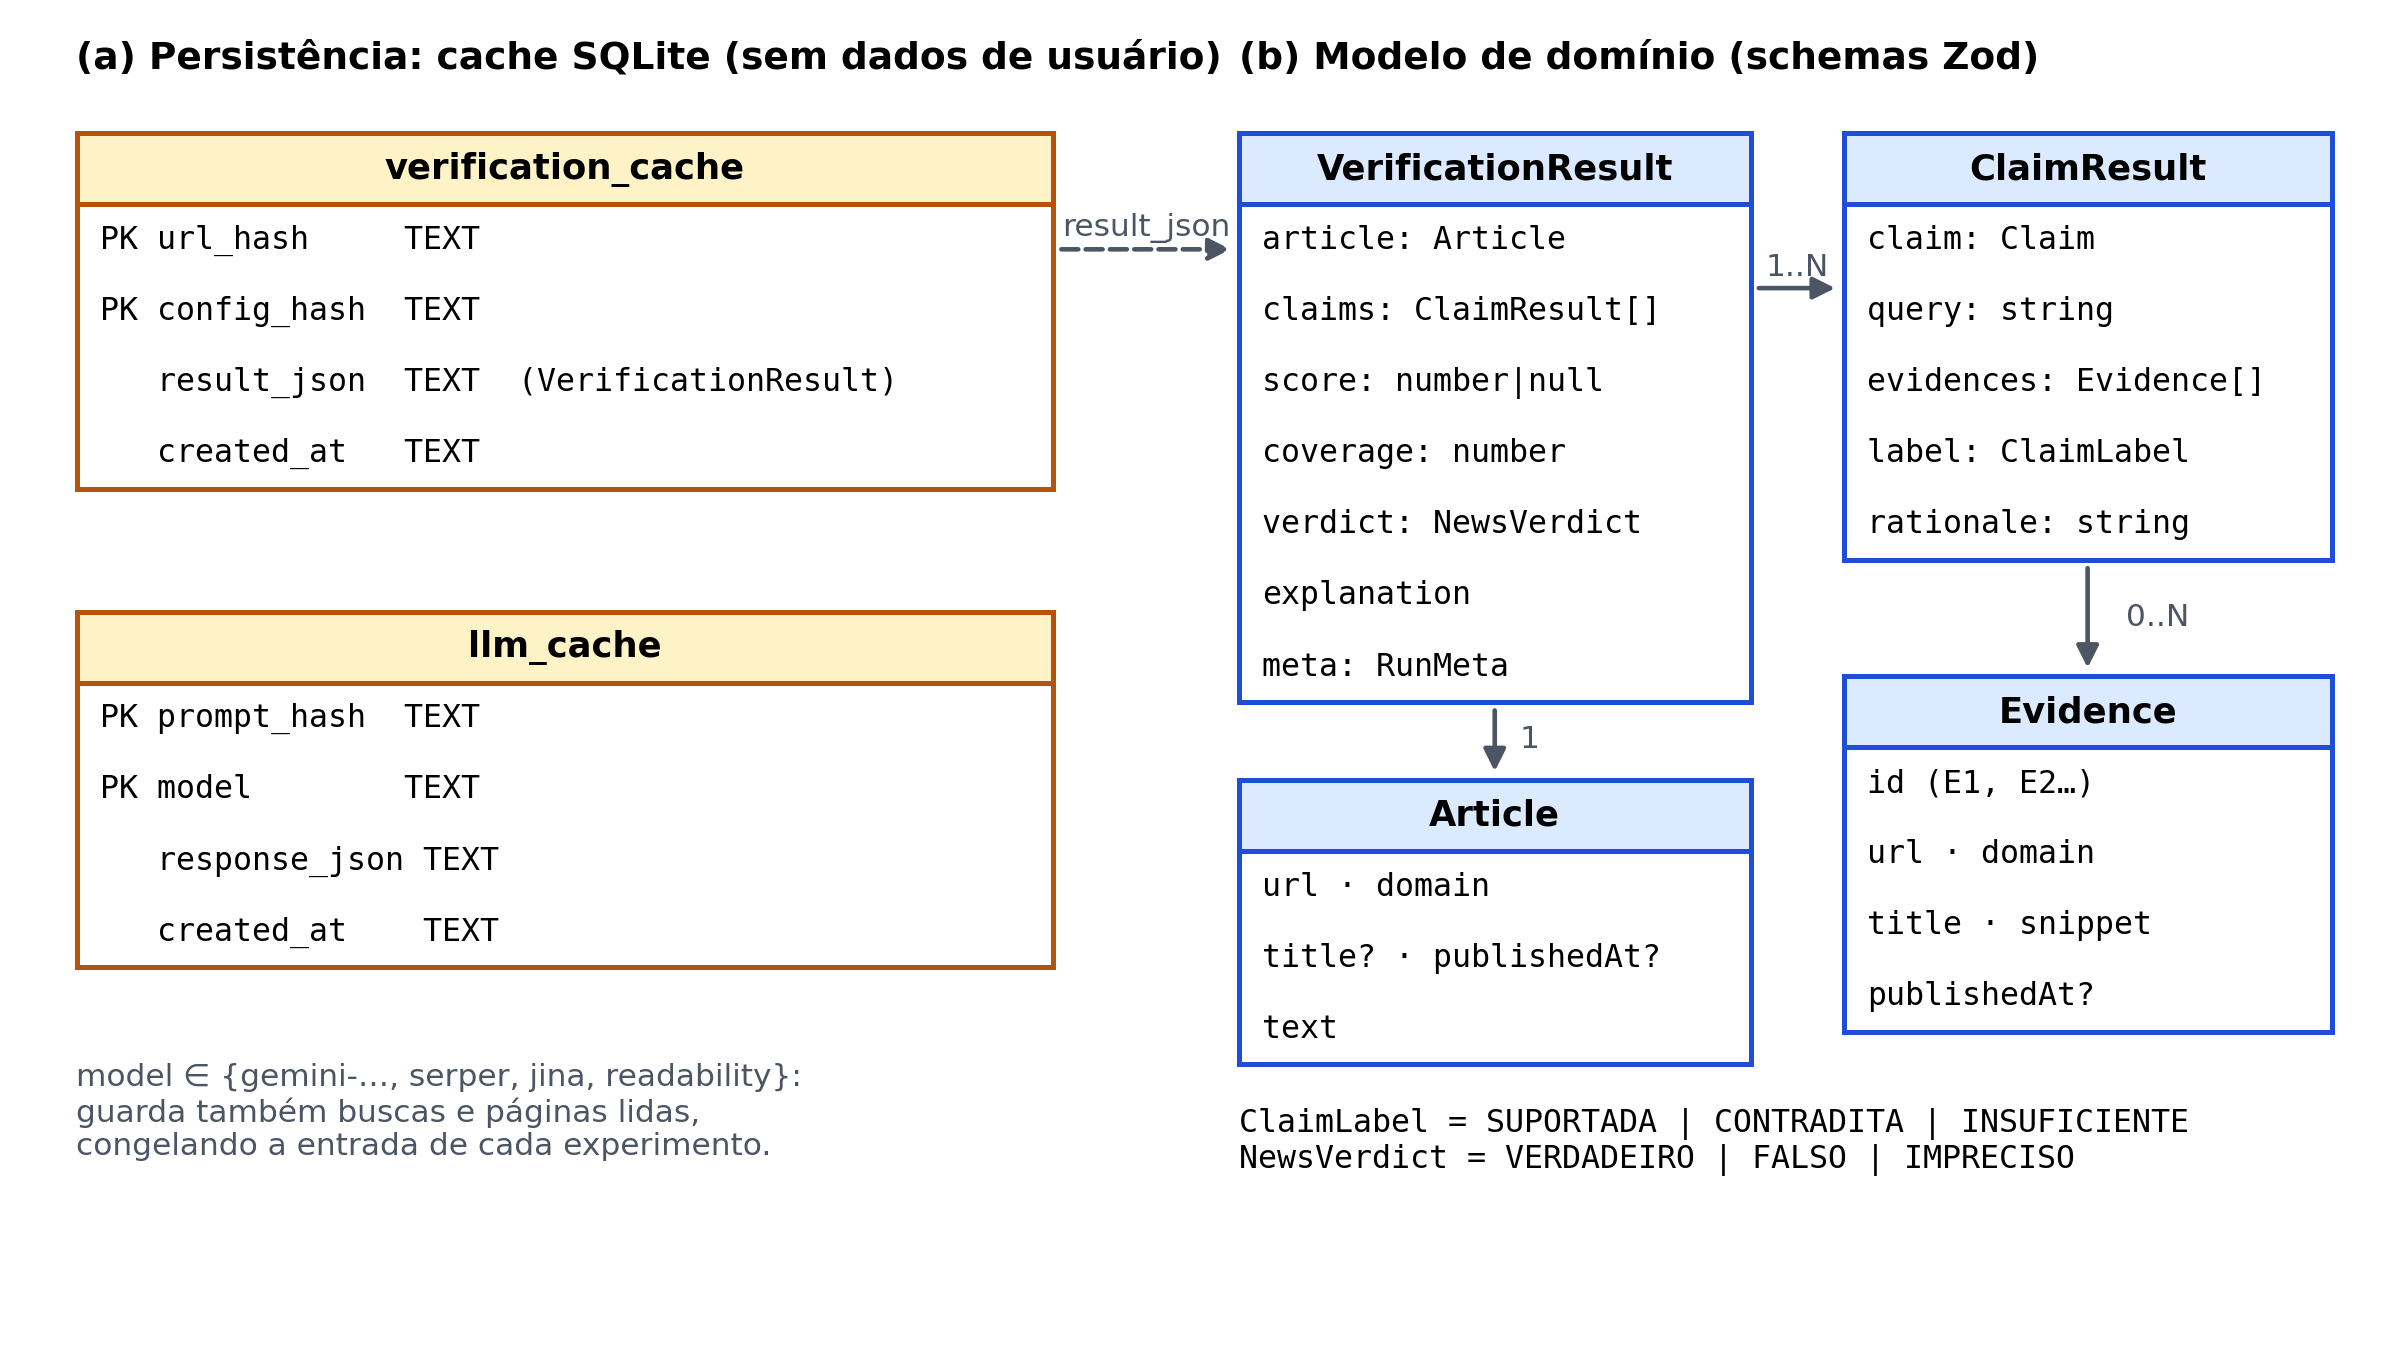 (a) Persistência: cache SQLite (sem dados de usuário)
verification_cache
PK url_hash     TEXT
PK config_hash  TEXT
result_json  TEXT  (VerificationResult)
created_at   TEXT
result_json
llm_cache
PK prompt_hash  TEXT
PK model        TEXT
response_json TEXT
created_at    TEXT
model ∈ {gemini-…, serper, jina, readability}:
guarda também buscas e páginas lidas,
congelando a entrada de cada experimento.
(b) Modelo de domínio (schemas Zod)
VerificationResult
article: Article
claims: ClaimResult[]
score: number|null
coverage: number
verdict: NewsVerdict
explanation
meta: RunMeta
1..N
ClaimResult
claim: Claim
query: string
evidences: Evidence[]
label: ClaimLabel
rationale: string
1
Article
url · domain
title? · publishedAt?
text
0..N
Evidence
id (E1, E2…)
url · domain
title · snippet
publishedAt?
ClaimLabel = SUPORTADA | CONTRADITA | INSUFICIENTE
NewsVerdict = VERDADEIRO | FALSO | IMPRECISO